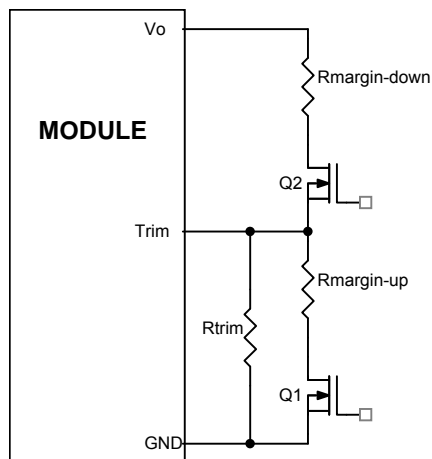 Vo
Rmargin-down
MODULE
Q2
Trim
Rmargin-up
Rtrim
Q1
GND